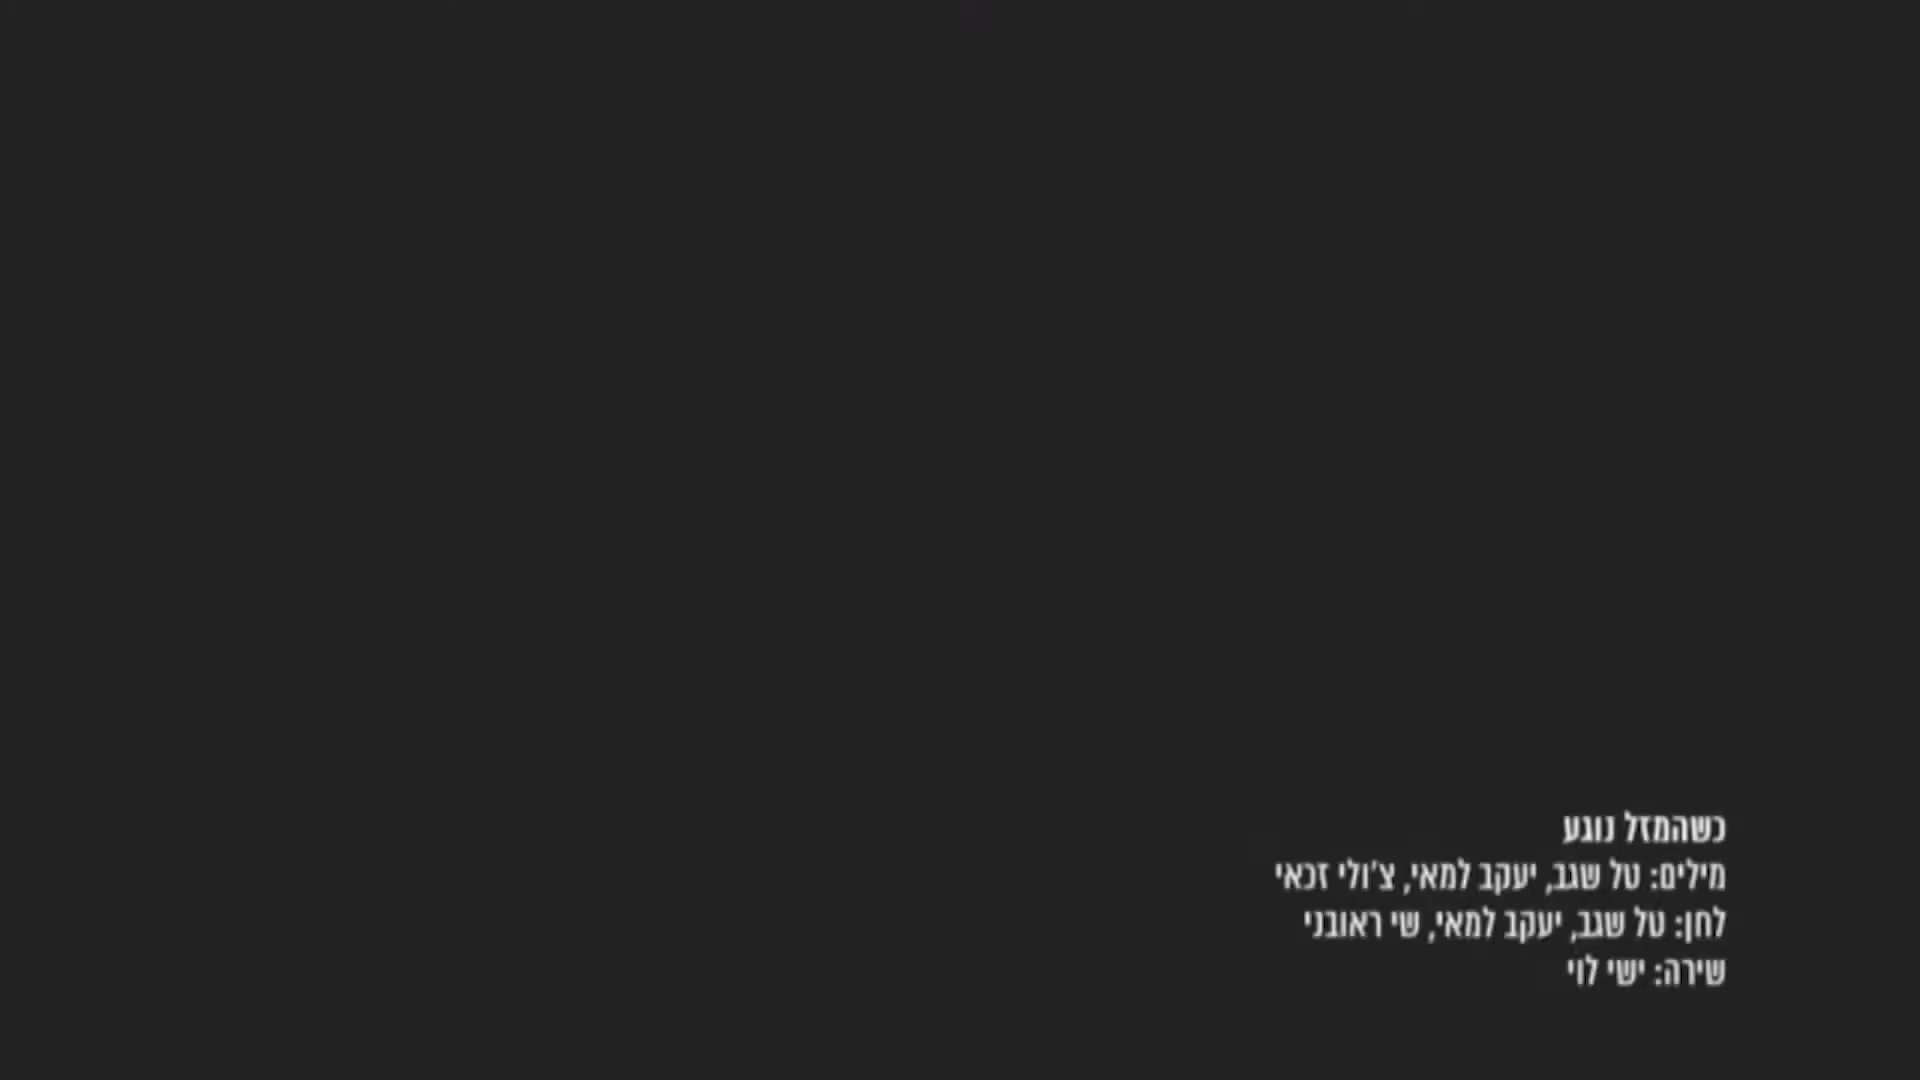 כשהמזל נוגע
מילים: טל שגב, יעקב למאי, צ'ולי זכאי
לחן: טל שגב, יעקב למאי, שי ראובני
שירה: ישי לוי